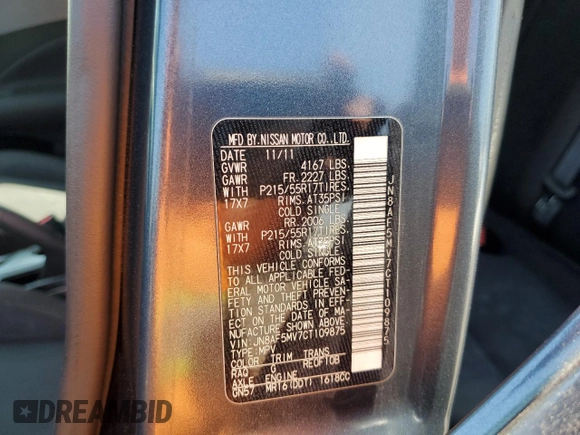 MFD BY.NISSAN MOTOR CO.,LTD.
DATE 11/11
GVWR 4167 LBS.
GAWR FR. 2227 LBS.
WITH P215/55R17TIRES.
17X7 RIMS. AT35PSI
COLD SINGLE
GAWR RR. 2006 LBS.
WITH P215/55R17TIRES.
17X7 RIMS. PSI
COLD SINGLE
THIS VEHICLE CONFORMS
TO ALL APPLICABLE FED-
ERAL MOTOR VEHICLE SA-
FETY AND THEFT PREVEN-
TION STANDARDS IN EFF-
ECT ON THE DATE OF MA-
NUFACTURE SHOWN ABOVE.
VIN:JN8AF5MV7CT109875
TYPE:MPV
COLOR TRIM TRANS
RAQ G RE0F10B
AXLE ENGINE
GN57 MR16(DDT) 1618CC
JN8AF5MV7CT109875
DREAMBID